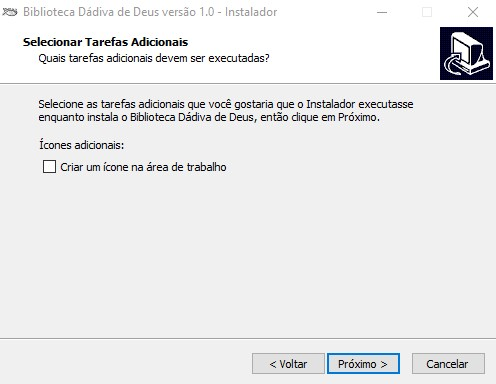 Biblioteca Dádiva de Deus versão 1.0 - Instalador
Selecionar Tarefas Adicionais
Quais tarefas adicionais devem ser executadas?
Selecione as tarefas adicionais que você gostaria que o Instalador executasse
enquanto instala o Biblioteca Dádiva de Deus, então clique em Próximo.
Ícones adicionais:
Criar um ícone na área de trabalho
< Voltar
Próximo >
Cancelar